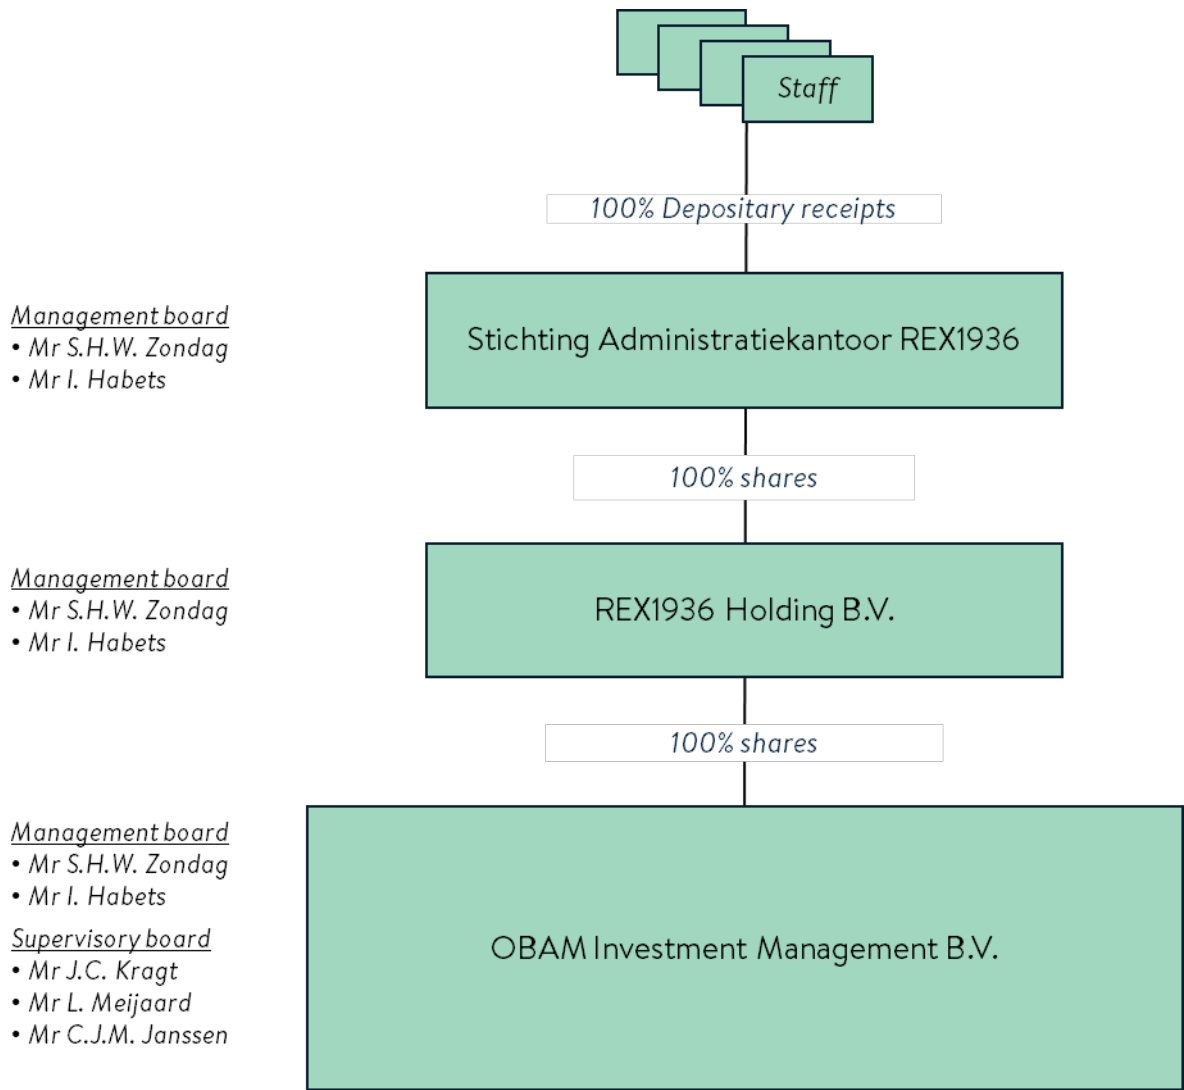 Staff
100% Depositary receipts
Management board
• Mr S.H.W. Zondag
• Mr I. Habets
Stichting Administratiekantoor REX1936
100% shares
Management board
• Mr S.H.W. Zondag
• Mr I. Habets
REX1936 Holding B.V.
100% shares
Management board
• Mr S.H.W. Zondag
• Mr I. Habets
Supervisory board
• Mr J.C. Kragt
• Mr L. Meijaard
• Mr C.J.M. Janssen
OBAM Investment Management B.V.